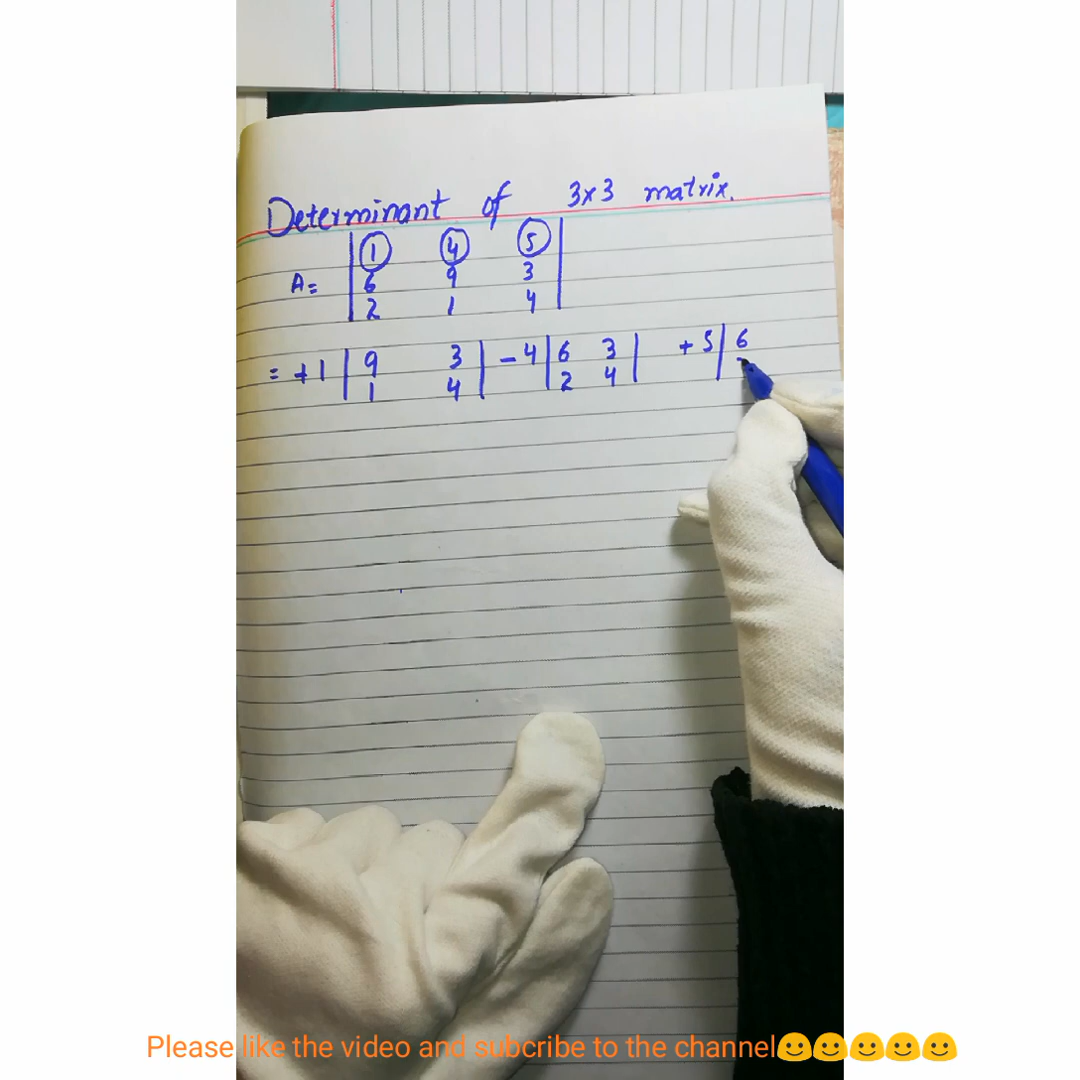 Determinant of 3x3 matrix.
1 4 5
A= 6 9 3
2 1 4
= +1 | 9 3 | -4 | 6 3 | +5 | 6
1 4 2 4
Please like the video and subcribe to the channel🙂🙂🙂🙂🙂